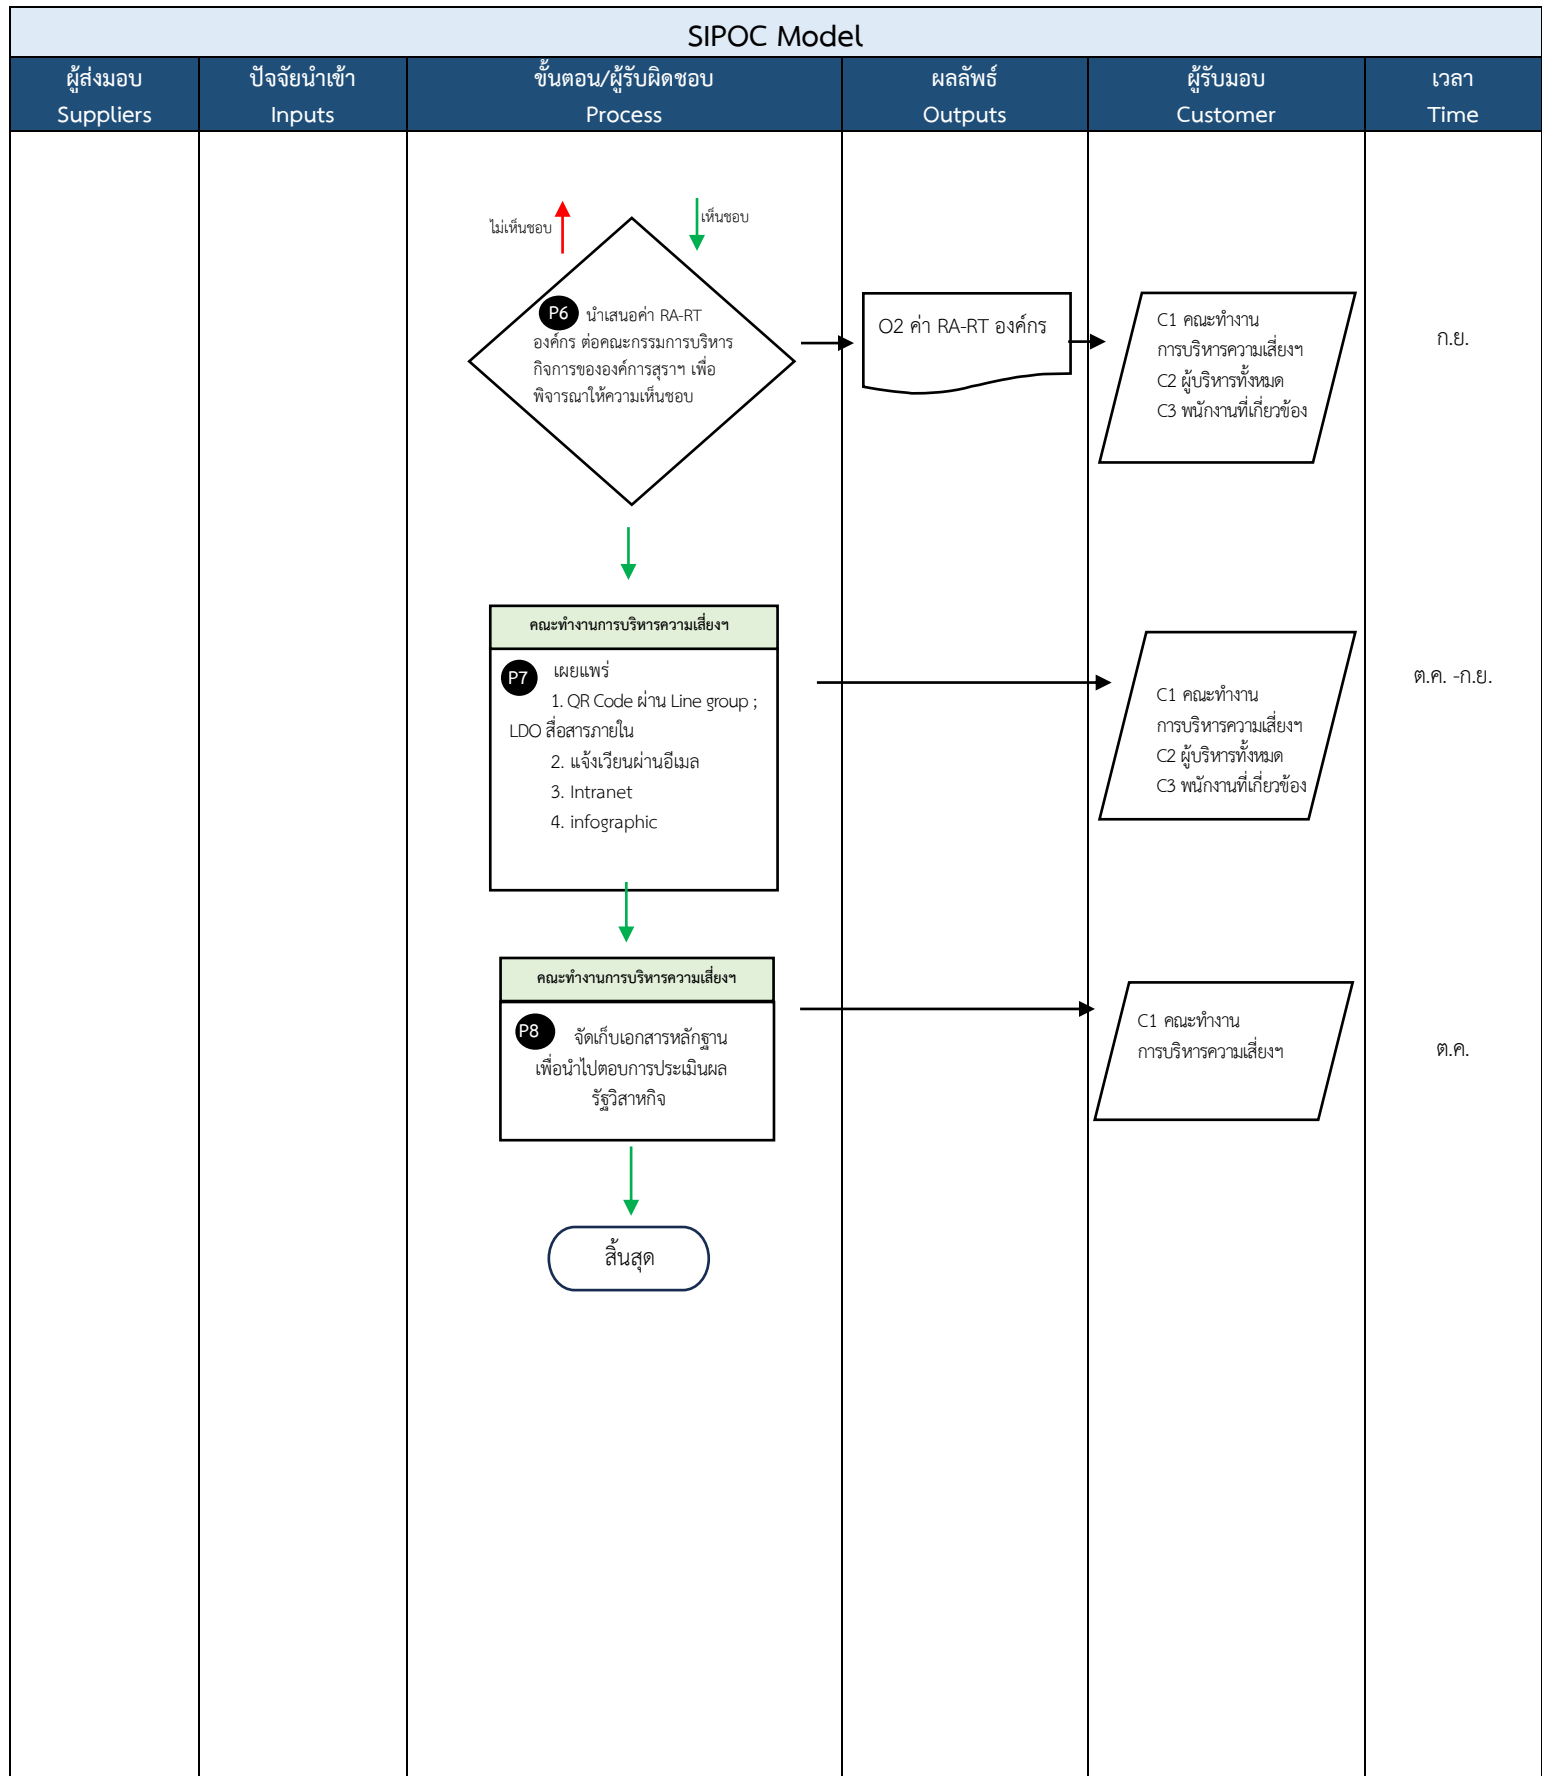 SIPOC Model
ผู้ส่งมอบ
Suppliers
ปัจจัยนำเข้า
Inputs
ขั้นตอน/ผู้รับผิดชอบ
Process
ผลลัพธ์
Outputs
ผู้รับมอบ
Customer
เวลา
Time
ไม่เห็นชอบ
เห็นชอบ
P6 นำเสนอค่า RA-RT
องค์กร ต่อคณะกรรมการบริหาร
กิจการขององค์การสุราฯ เพื่อ
พิจารณาให้ความเห็นชอบ
O2 ค่า RA-RT องค์กร
C1 คณะทำงาน
การบริหารความเสี่ยงฯ
C2 ผู้บริหารทั้งหมด
C3 พนักงานที่เกี่ยวข้อง
ก.ย.
คณะทำงานการบริหารความเสี่ยงฯ
P7 เผยแพร่
1. QR Code ผ่าน Line group ;
LDO สื่อสารภายใน
2. แจ้งเวียนผ่านอีเมล
3. Intranet
4. infographic
C1 คณะทำงาน
การบริหารความเสี่ยงฯ
C2 ผู้บริหารทั้งหมด
C3 พนักงานที่เกี่ยวข้อง
ต.ค. -ก.ย.
คณะทำงานการบริหารความเสี่ยงฯ
P8 จัดเก็บเอกสารหลักฐาน
เพื่อนำไปตอบการประเมินผล
รัฐวิสาหกิจ
C1 คณะทำงาน
การบริหารความเสี่ยงฯ
ต.ค.
สิ้นสุด